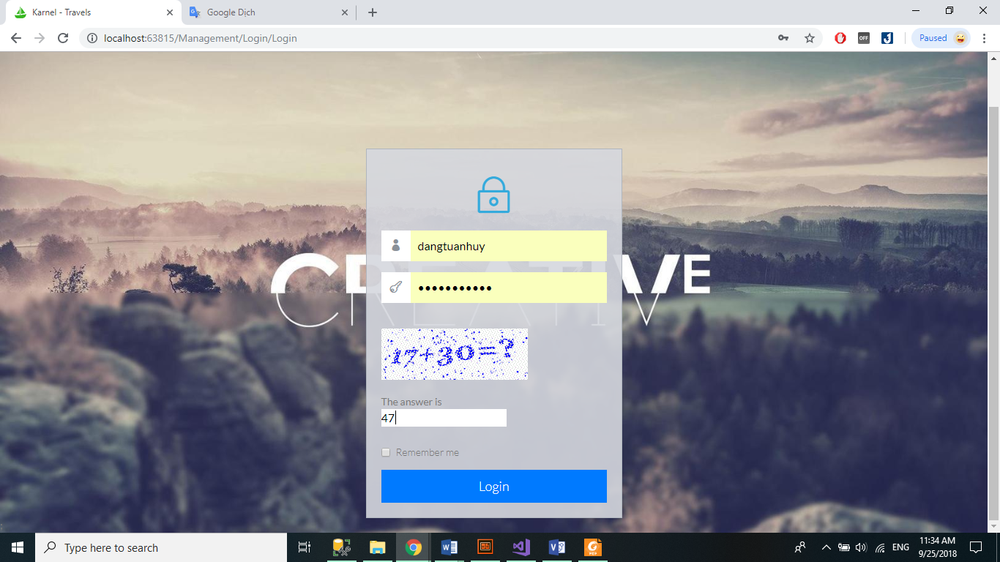 Karnel - Travels
Google Dịch
localhost:63815/Management/Login/Login
OFF
Paused
CREATIVE
dangtuanhuy
•••••••••••
17+30=?
The answer is
47
Remember me
Login
Type here to search
ENG
11:34 AM
9/25/2018